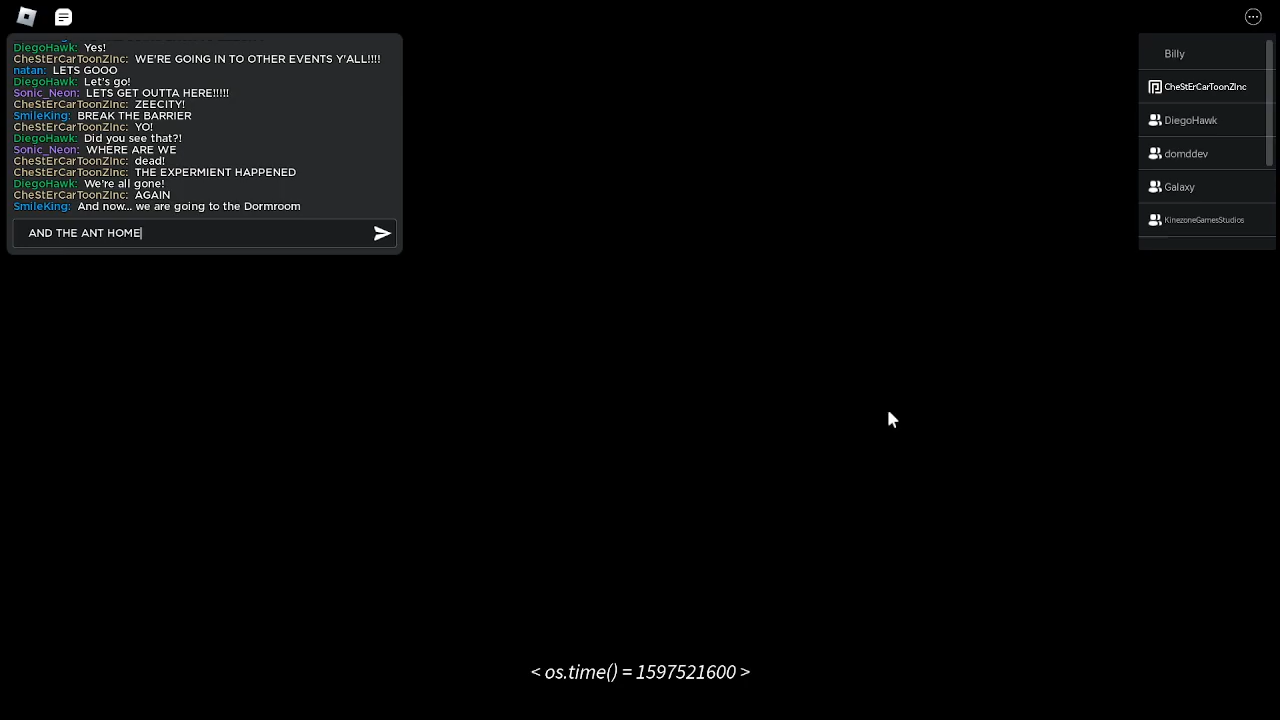 DiegoHawk: Yes!
CheStErCarToonZInc: WE'RE GOING IN TO OTHER EVENTS Y'ALL!!!!
natan: LETS GOOO
DiegoHawk: Let's go!
Sonic_Neon: LETS GET OUTTA HERE!!!!!
CheStErCarToonZInc: ZEECITY!
SmileKing: BREAK THE BARRIER
CheStErCarToonZInc: YO!
DiegoHawk: Did you see that?!
Sonic_Neon: WHERE ARE WE
CheStErCarToonZInc: dead!
CheStErCarToonZInc: THE EXPERMIENT HAPPENED
DiegoHawk: We're all gone!
CheStErCarToonZInc: AGAIN
SmileKing: And now... we are going to the Dormroom
AND THE ANT HOME
Billy
CheStErCarToonZInc
DiegoHawk
domddev
Galaxy
KinezoneGamesStudios
< os.time() = 1597521600 >